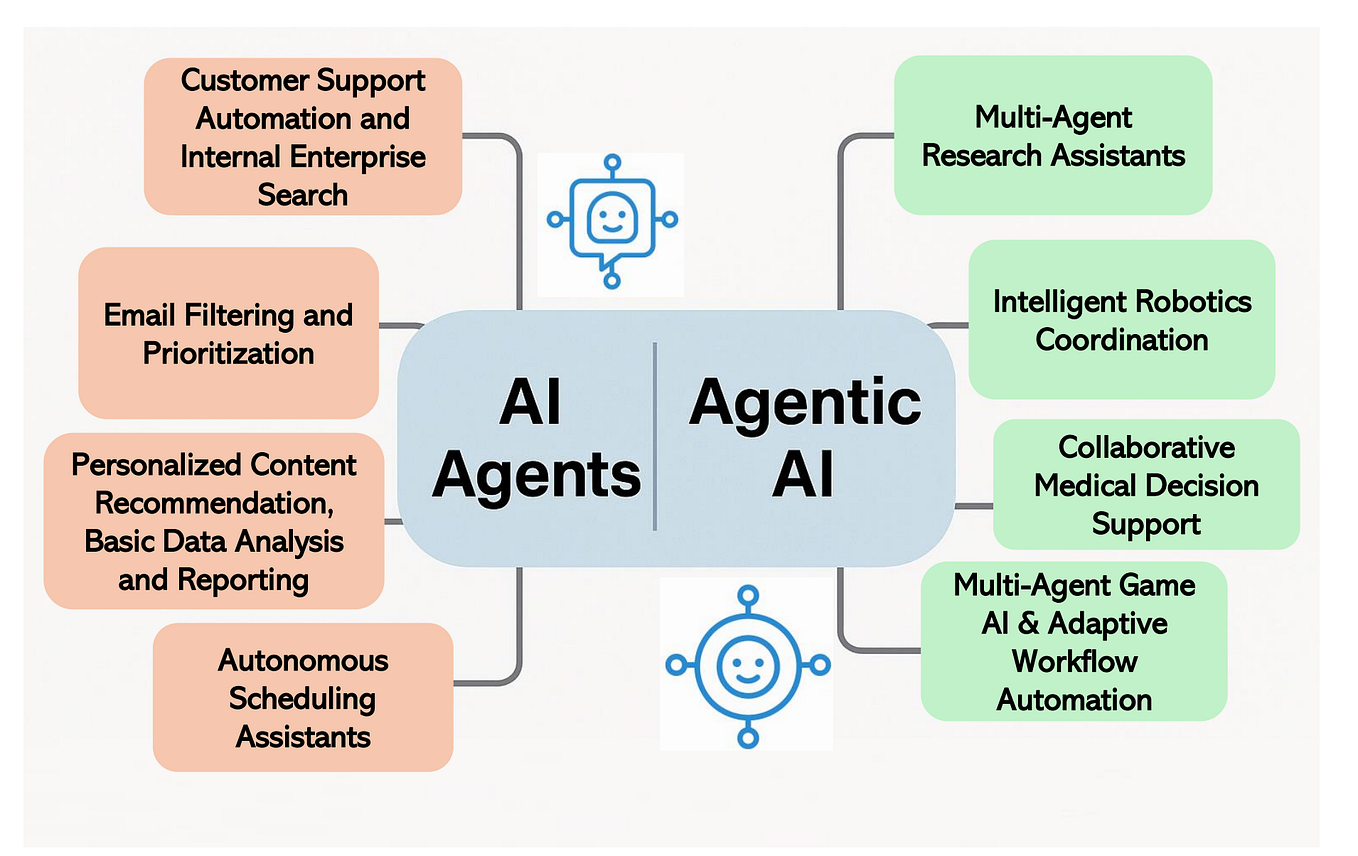 Customer Support
Automation and
Internal Enterprise
Search
Email Filtering and
Prioritization
Personalized Content
Recommendation,
Basic Data Analysis
and Reporting
Autonomous
Scheduling
Assistants
AI
Agents
Agentic
AI
Multi-Agent
Research Assistants
Intelligent Robotics
Coordination
Collaborative
Medical Decision
Support
Multi-Agent Game
AI & Adaptive
Workflow
Automation